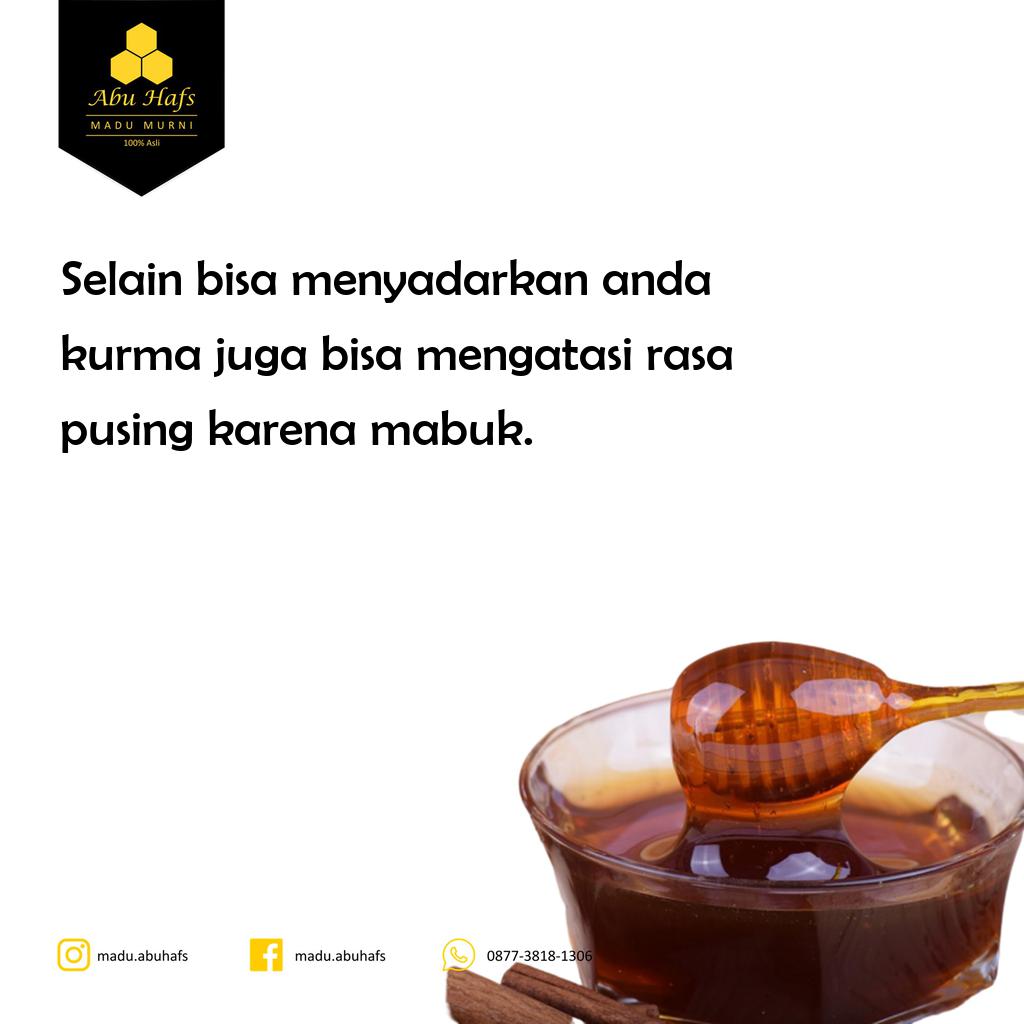 Abu Hafs
MADU MURNI
100% Asli
Selain bisa menyadarkan anda
kurma juga bisa mengatasi rasa
pusing karena mabuk.
madu.abuhafs
madu.abuhafs
0877-3818-1306